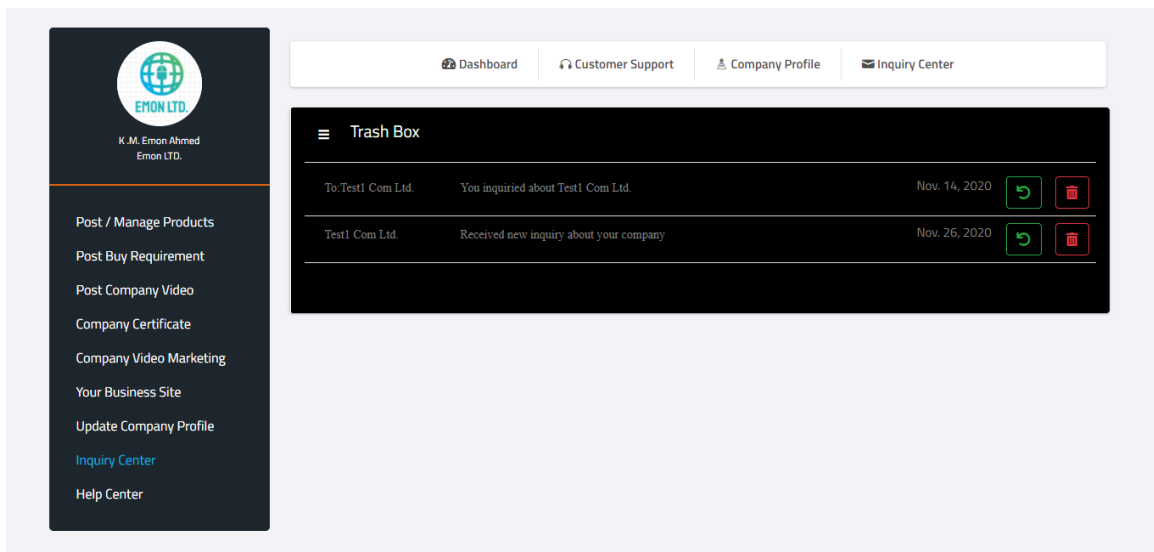 EMON LTD.
K .M. Emon Ahmed
Emon LTD.
Post / Manage Products
Post Buy Requirement
Post Company Video
Company Certificate
Company Video Marketing
Your Business Site
Update Company Profile
Inquiry Center
Help Center
Dashboard Customer Support Company Profile Inquiry Center
Trash Box
To:Test1 Com Ltd. You inquiried about Test1 Com Ltd. Nov. 14, 2020
Test1 Com Ltd. Received new inquiry about your company Nov. 26, 2020